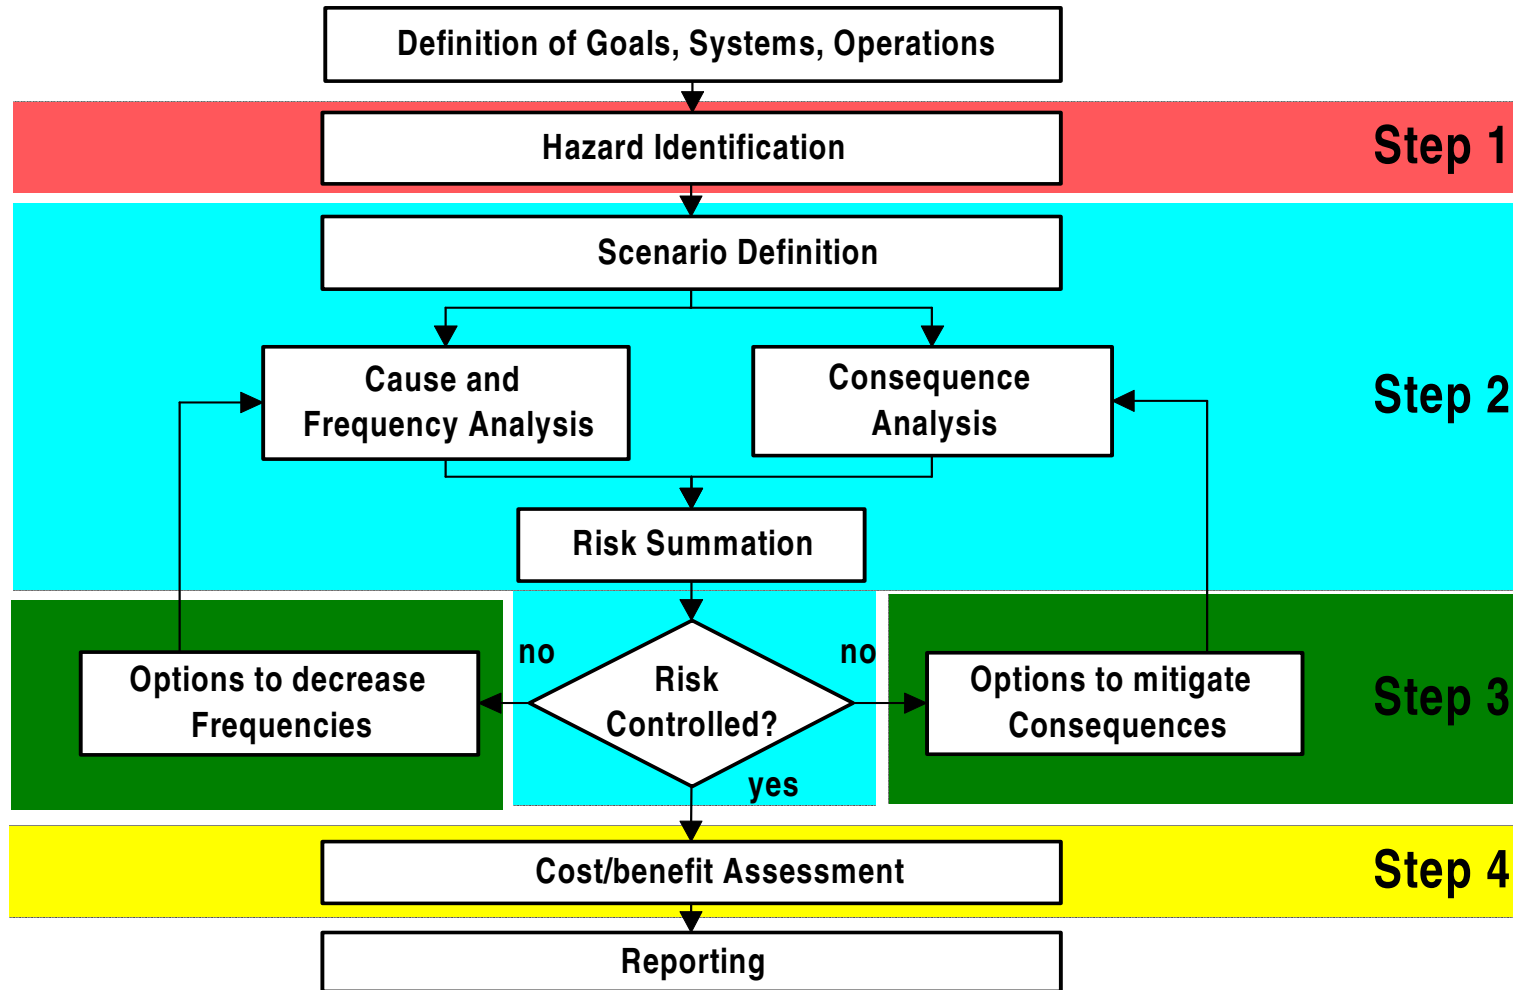 Definition of Goals, Systems, Operations
Hazard Identification
Step 1
Scenario Definition
Cause and
Frequency Analysis
Consequence
Analysis
Step 2
Risk Summation
no
no
Options to decrease
Frequencies
Risk
Controlled?
Options to mitigate
Consequences
Step 3
yes
Cost/benefit Assessment
Step 4
Reporting